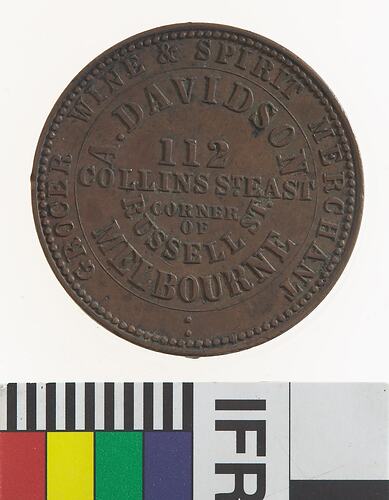 GROCER WINE & SPIRIT MERCHANT
A. DAVIDSON
112
COLLINS ST. EAST
CORNER
OF
RUSSELL ST.
MELBOURNE
IFR